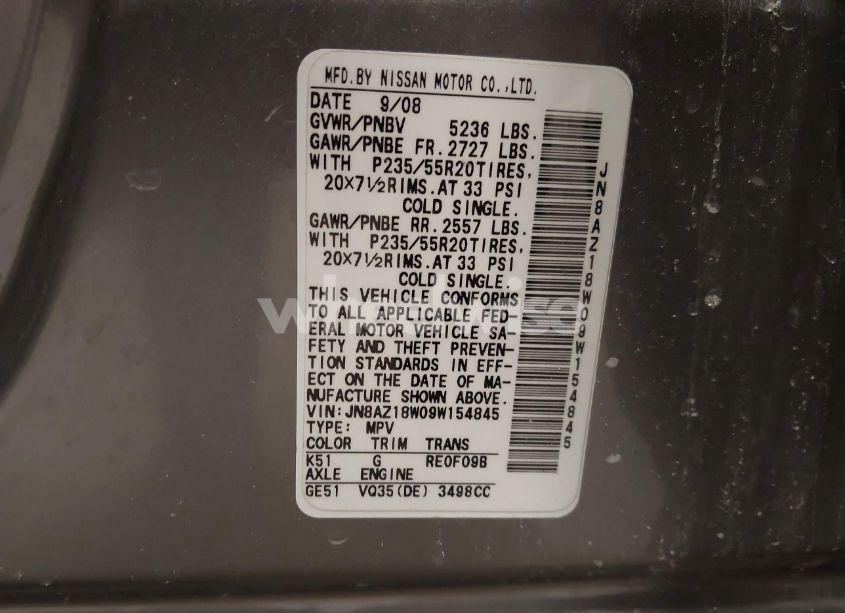 MFD.BY NISSAN MOTOR CO.,LTD.
DATE 9/08
GVWR/PNBV 5236 LBS.
GAWR/PNBE FR.2727 LBS.
WITH P235/55R20TIRES,
20×7½RIMS.AT 33 PSI
COLD SINGLE.
GAWR/PNBE RR.2557 LBS.
WITH P235/55R20TIRES,
20×7½RIMS.AT 33 PSI
COLD SINGLE.
THIS VEHICLE CONFORMS
TO ALL APPLICABLE FED-
ERAL MOTOR VEHICLE SA-
FETY AND THEFT PREVEN-
TION STANDARDS IN EFF-
ECT ON THE DATE OF MA-
NUFACTURE SHOWN ABOVE.
VIN:JN8AZ18W09W154845
TYPE: MPV
COLOR TRIM TRANS
K51 G RE0F09B
AXLE ENGINE
GE51 VQ35(DE) 3498CC
JN8AZ18W09W154845